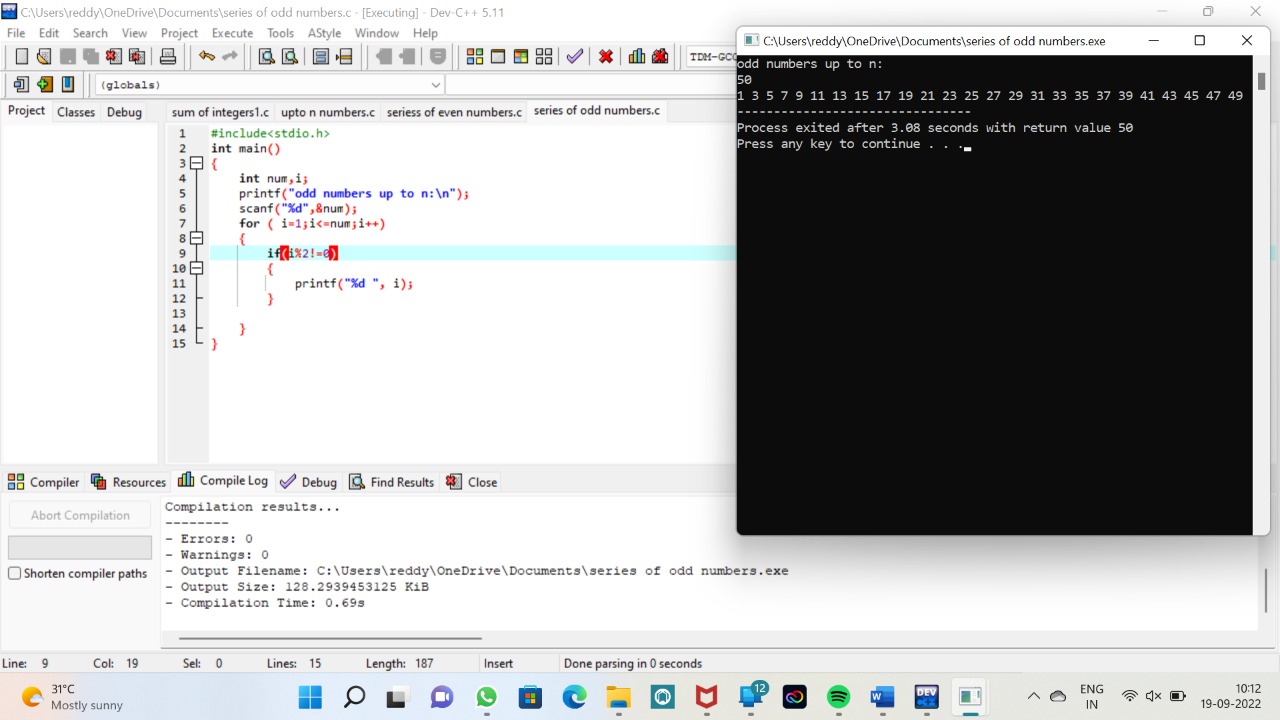 C:\Users\reddy\OneDrive\Documents\series of odd numbers.c - [Executing] - Dev-C++ 5.11
File Edit Search View Project Execute Tools AStyle Window Help
TDM-GCC
(globals)
Project Classes Debug
sum of integers1.c upto n numbers.c seriess of even numbers.c series of odd numbers.c
1 #include<stdio.h>
2 int main()
3 {
4 int num,i;
5 printf("odd numbers up to n:\n");
6 scanf("%d",&num);
7 for ( i=1;i<=num;i++)
8 {
9 if(i%2!=0)
10 {
11 printf("%d ", i);
12 }
13
14 }
15 }
C:\Users\reddy\OneDrive\Documents\series of odd numbers.exe
odd numbers up to n:
50
1 3 5 7 9 11 13 15 17 19 21 23 25 27 29 31 33 35 37 39 41 43 45 47 49
--------------------------------
Process exited after 3.08 seconds with return value 50
Press any key to continue . . .
Compiler Resources Compile Log Debug Find Results Close
Abort Compilation
Shorten compiler paths
Compilation results...
--------
- Errors: 0
- Warnings: 0
- Output Filename: C:\Users\reddy\OneDrive\Documents\series of odd numbers.exe
- Output Size: 128.2939453125 KiB
- Compilation Time: 0.69s
Line: 9 Col: 19 Sel: 0 Lines: 15 Length: 187 Insert Done parsing in 0 seconds
31°C
Mostly sunny
12
DEV
ENG
IN
10:12
19-09-2022